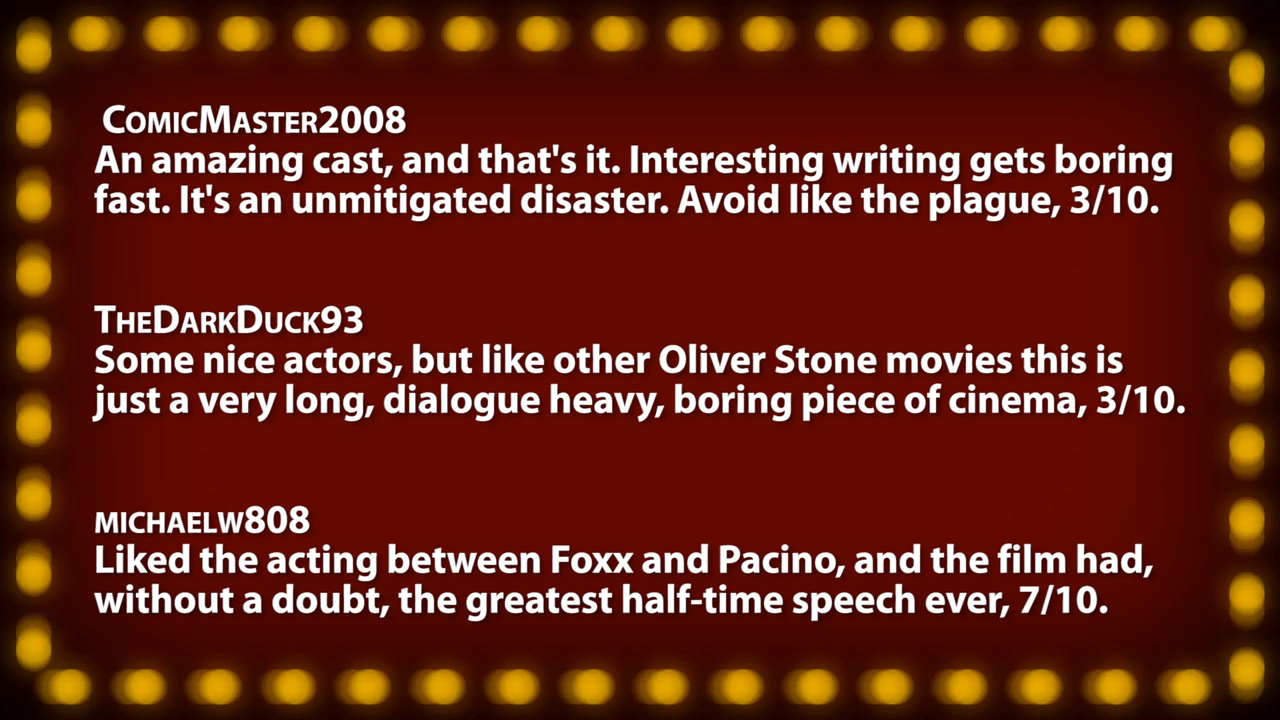 ComicMaster2008
An amazing cast, and that's it. Interesting writing gets boring
fast. It's an unmitigated disaster. Avoid like the plague, 3/10.
TheDarkDuck93
Some nice actors, but like other Oliver Stone movies this is
just a very long, dialogue heavy, boring piece of cinema, 3/10.
michaelw808
Liked the acting between Foxx and Pacino, and the film had,
without a doubt, the greatest half-time speech ever, 7/10.